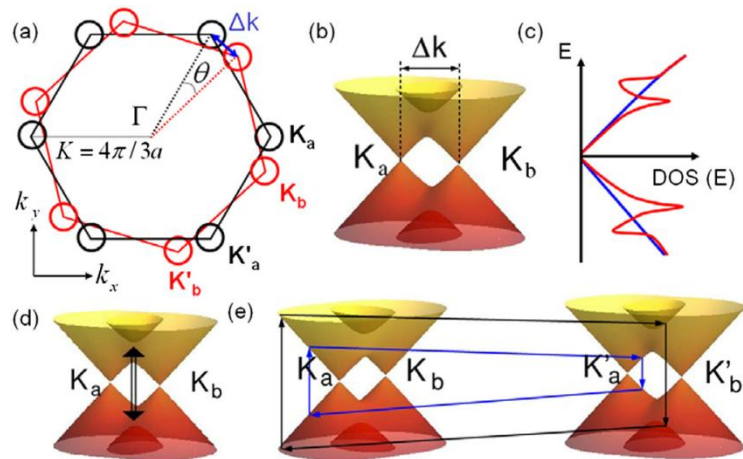 (a)
Δk
θ
Γ
K = 4π/3a
K_a
K_b
K'_a
K'_b
k_y
k_x
(b)
Δk
K_a
K_b
(c)
E
DOS (E)
(d)
K_a
K_b
(e)
K_a
K_b
K'_a
K'_b